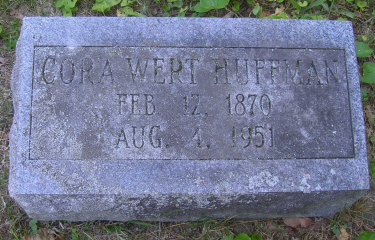 CORA WERT HUFFMAN
FEB. 12, 1870
AUG. 4, 1951